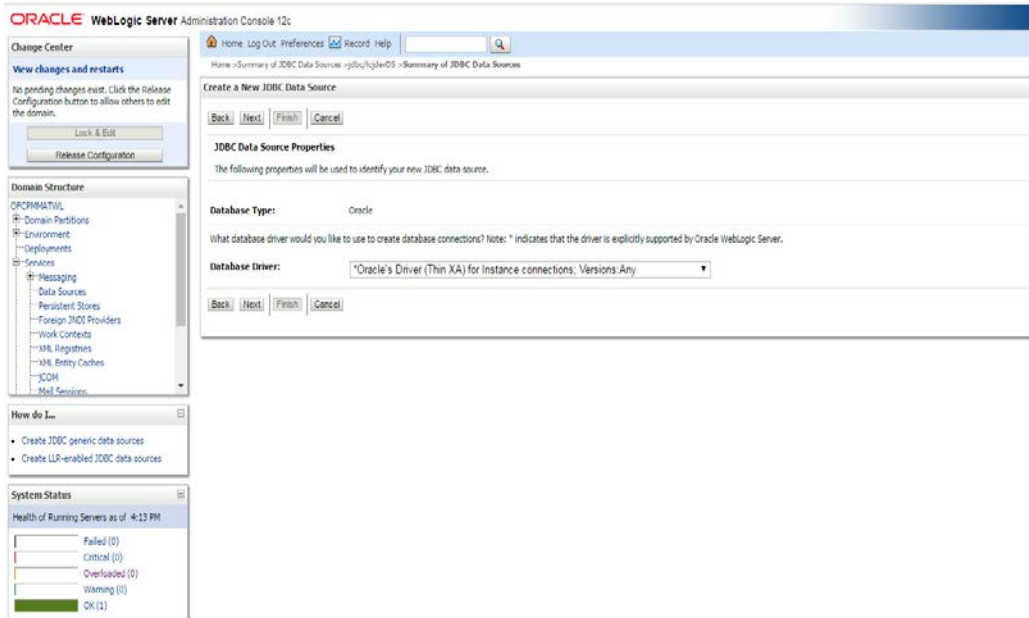 ORACLE WebLogic Server Administration Console 12c
Change Center
View changes and restarts
No pending changes exist. Click the Release
Configuration button to allow others to edit
the domain.
Lock & Edit
Release Configuration
Domain Structure
OFCPMMATWL
Domain Partitions
Environment
Deployments
Services
Messaging
Data Sources
Persistent Stores
Foreign JNDI Providers
Work Contexts
XML Registries
XML Entity Caches
jCOM
Mail Sessions
How do I...
Create JDBC generic data sources
Create LLR-enabled JDBC data sources
System Status
Health of Running Servers as of 4:13 PM
Failed (0)
Critical (0)
Overloaded (0)
Warning (0)
OK (1)
Home Log Out Preferences Record Help
Home >Summary of JDBC Data Sources >jdbc/fcjdevDS >Summary of JDBC Data Sources
Create a New JDBC Data Source
Back Next Finish Cancel
JDBC Data Source Properties
The following properties will be used to identify your new JDBC data source.
Database Type: Oracle
What database driver would you like to use to create database connections? Note: * indicates that the driver is explicitly supported by Oracle WebLogic Server.
Database Driver: *Oracle's Driver (Thin XA) for Instance connections; Versions:Any
Back Next Finish Cancel